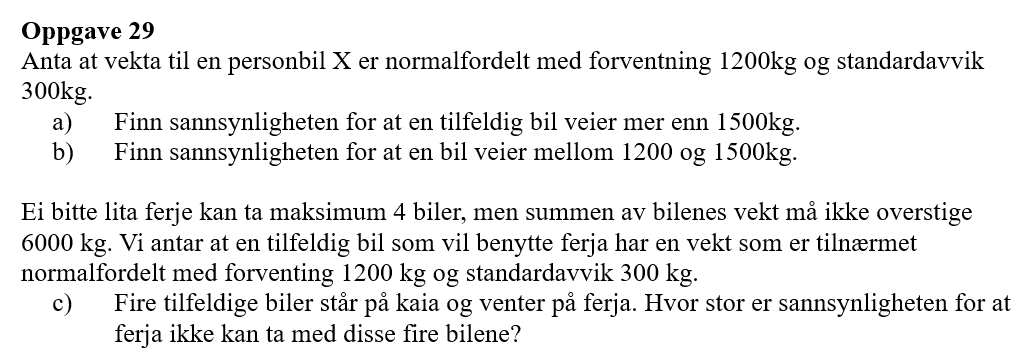 Oppgave 29
Anta at vekta til en personbil X er normalfordelt med forventning 1200kg og standardavvik
300kg.
a) Finn sannsynligheten for at en tilfeldig bil veier mer enn 1500kg.
b) Finn sannsynligheten for at en bil veier mellom 1200 og 1500kg.
Ei bitte lita ferje kan ta maksimum 4 biler, men summen av bilenes vekt må ikke overstige
6000 kg. Vi antar at en tilfeldig bil som vil benytte ferja har en vekt som er tilnærmet
normalfordelt med forventing 1200 kg og standardavvik 300 kg.
c) Fire tilfeldige biler står på kaia og venter på ferja. Hvor stor er sannsynligheten for at
ferja ikke kan ta med disse fire bilene?